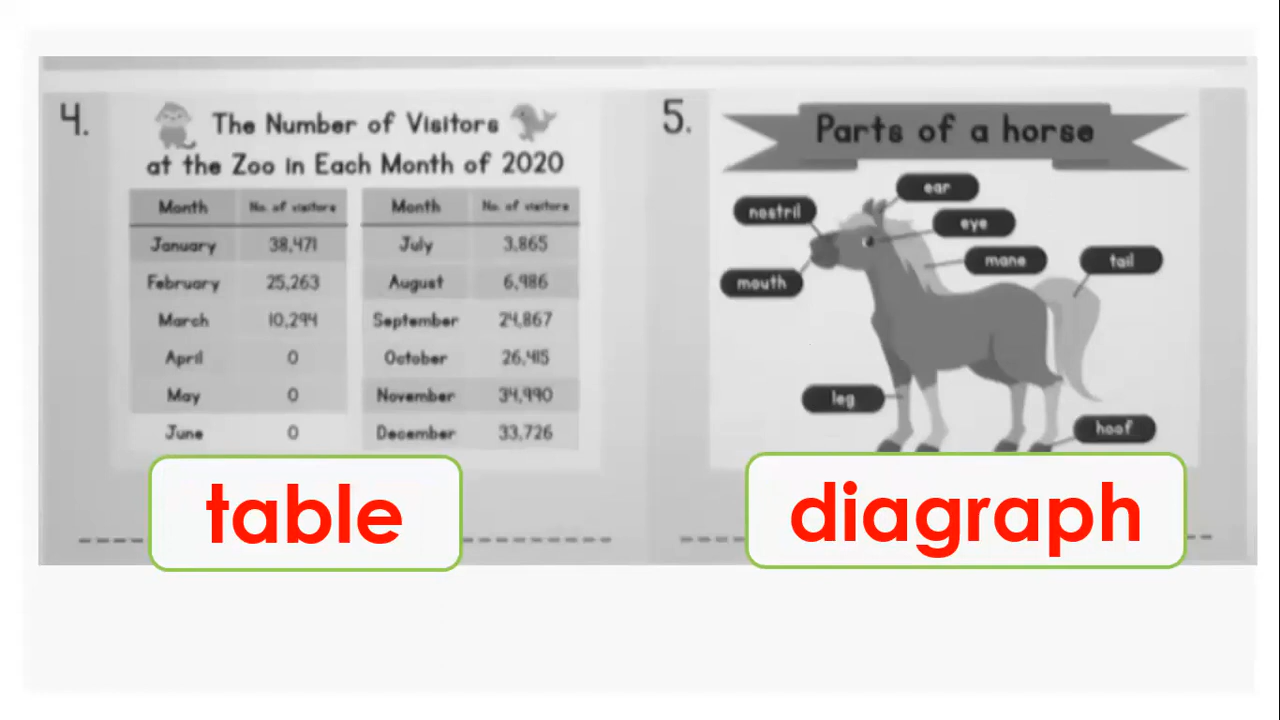 4.
The Number of Visitors
at the Zoo in Each Month of 2020
Month No. of visitors Month No. of visitors
January 38,471 July 3,865
February 25,263 August 6,986
March 10,294 September 24,867
April 0 October 26,415
May 0 November 34,990
June 0 December 33,726
table
5.
Parts of a horse
ear
nostril
eye
mane
tail
mouth
leg
hoof
diagraph